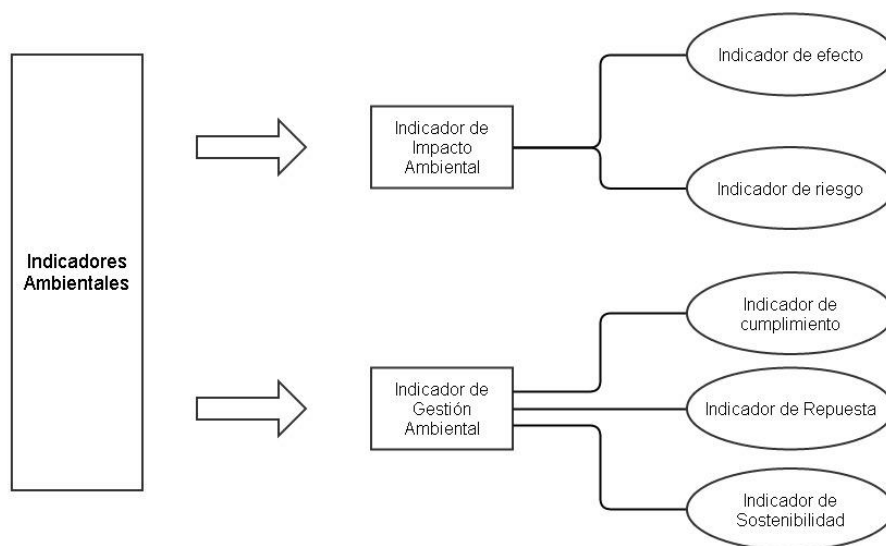 Indicadores
Ambientales
Indicador de
Impacto
Ambiental
Indicador de efecto
Indicador de riesgo
Indicador de
Gestión
Ambiental
Indicador de
cumplimiento
Indicador de Repuesta
Indicador de
Sostenibilidad